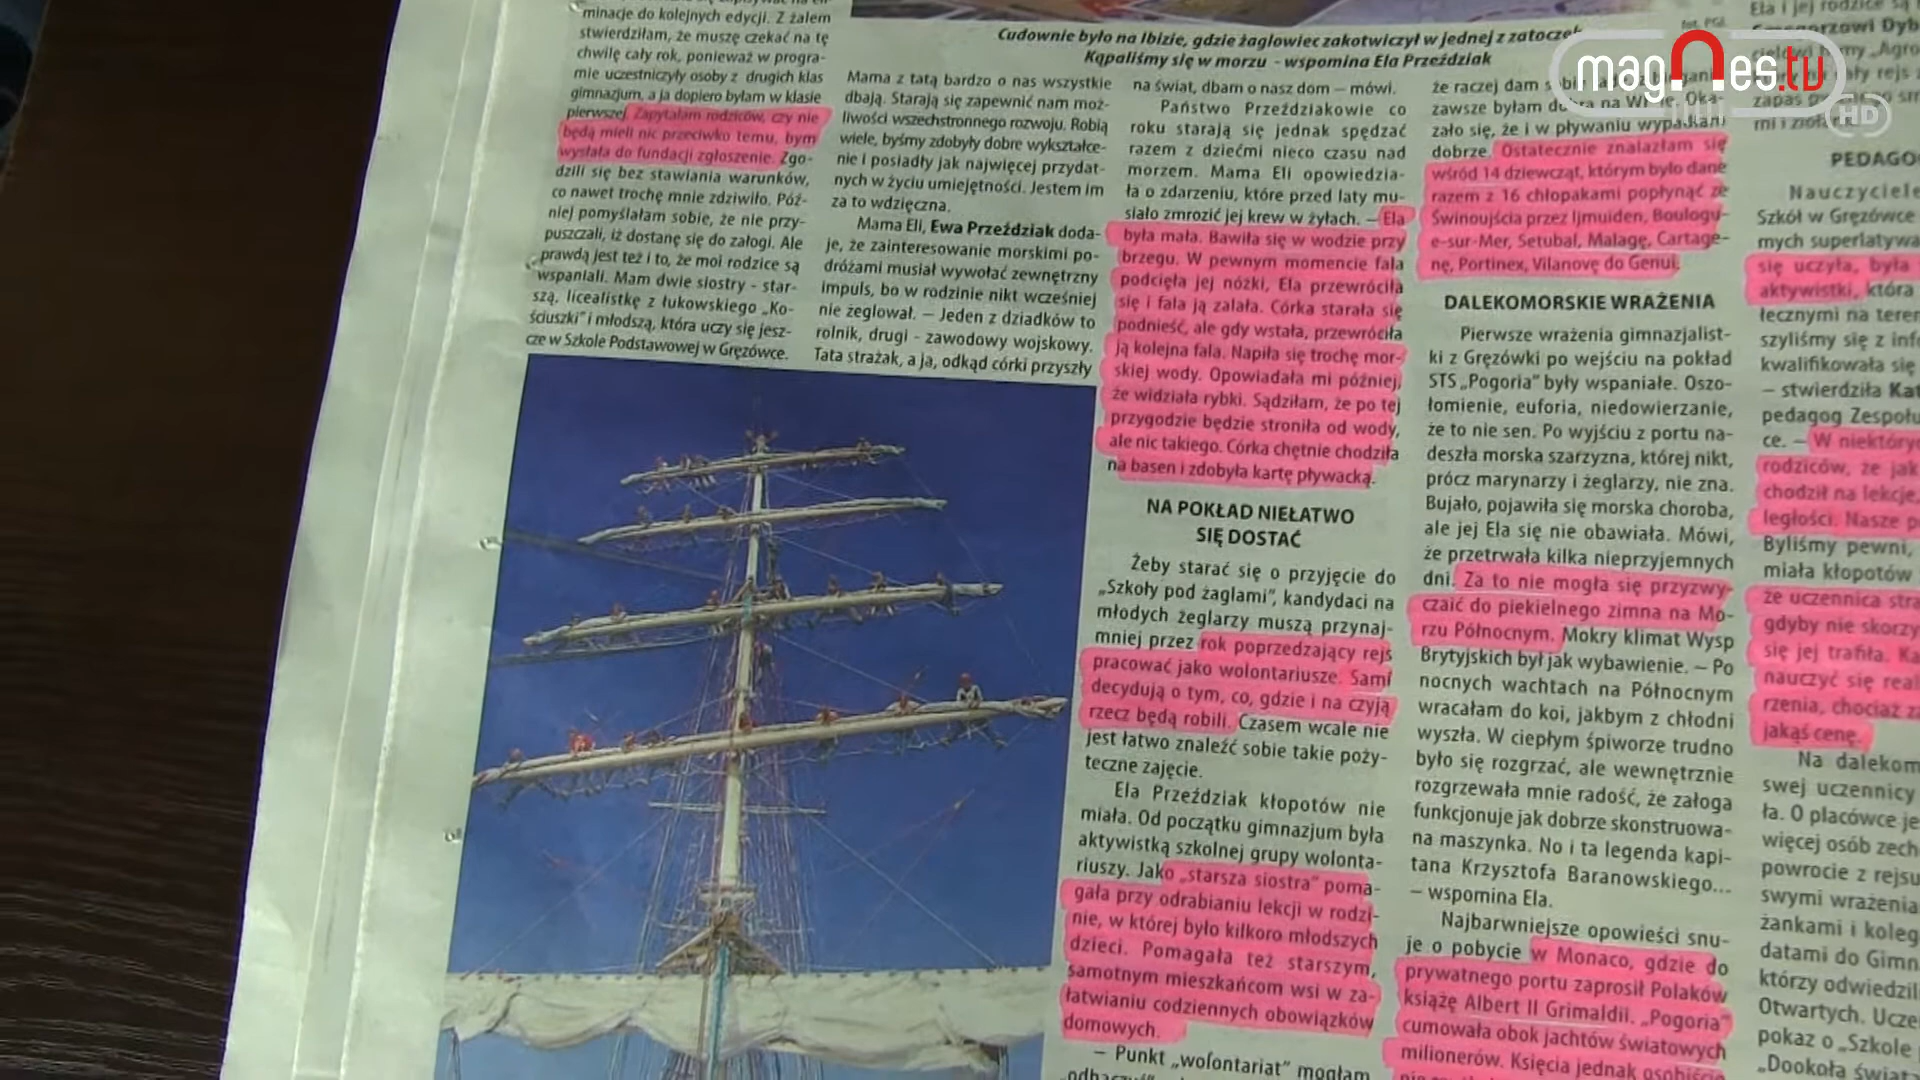 minacje do kolejnych edycji. Z żalem
stwierdziłam, że muszę czekać na tę
chwilę cały rok, ponieważ w progra-
mie uczestniczyły osoby z drugich klas
gimnazjum, a ja dopiero byłam w klasie
pierwszej. Zapytałam rodziców, czy nie
będą mieli nic przeciwko temu, bym
wysłała do fundacji zgłoszenie. Zgo-
dzili się bez stawiania warunków,
co nawet trochę mnie zdziwiło. Póź-
niej pomyślałam sobie, że nie przy-
puszczali, iż dostanę się do załogi. Ale
prawdą jest też i to, że moi rodzice są
wspaniali. Mam dwie siostry - star-
szą, licealistkę z łukowskiego „Ko-
ściuszki” i młodszą, która uczy się jesz-
cze w Szkole Podstawowej w Gręzówce.
fot. PGL
Cudownie było na Ibizie, gdzie żaglowiec zakotwiczył w jednej z zatoczek.
Kąpaliśmy się w morzu - wspomina Ela Przeździak
Mama z tatą bardzo o nas wszystkie
dbają. Starają się zapewnić nam moż-
liwości wszechstronnego rozwoju. Robią
wiele, byśmy zdobyły dobre wykształce-
nie i posiadły jak najwięcej przydat-
nych w życiu umiejętności. Jestem im
za to wdzięczna.
Mama Eli, Ewa Przeździak doda-
je, że zainteresowanie morskimi po-
dróżami musiał wywołać zewnętrzny
impuls, bo w rodzinie nikt wcześniej
nie żeglował. – Jeden z dziadków to
rolnik, drugi - zawodowy wojskowy.
Tata strażak, a ja, odkąd córki przyszły
na świat, dbam o nasz dom – mówi.
Państwo Przeździakowie co
roku starają się jednak spędzać
razem z dziećmi nieco czasu nad
morzem. Mama Eli opowiedzia-
ła o zdarzeniu, które przed laty mu-
siało zmrozić jej krew w żyłach. – Ela
była mała. Bawiła się w wodzie przy
brzegu. W pewnym momencie fala
podcięła jej nóżki, Ela przewróciła
się i fala ją zalała. Córka starała się
podnieść, ale gdy wstała, przewróciła
ją kolejna fala. Napiła się trochę mor-
skiej wody. Opowiadała mi później,
że widziała rybki. Sądziłam, że po tej
przygodzie będzie stroniła od wody,
ale nic takiego. Córka chętnie chodziła
na basen i zdobyła kartę pływacką.
NA POKŁAD NIEŁATWO
SIĘ DOSTAĆ
Żeby starać się o przyjęcie do
„Szkoły pod żaglami”, kandydaci na
młodych żeglarzy muszą przynaj-
mniej przez rok poprzedzający rejs
pracować jako wolontariusze. Sami
decydują o tym, co, gdzie i na czyją
rzecz będą robili. Czasem wcale nie
jest łatwo znaleźć sobie takie poży-
teczne zajęcie.
Ela Przeździak kłopotów nie
miała. Od początku gimnazjum była
aktywistką szkolnej grupy wolonta-
riuszy. Jako „starsza siostra” poma-
gała przy odrabianiu lekcji w rodzi-
nie, w której było kilkoro młodszych
dzieci. Pomagała też starszym,
samotnym mieszkańcom wsi w za-
łatwianiu codziennych obowiązków
domowych.
– Punkt „wolontariat” mogłam
że raczej dam
zawsze byłam dobra na WF-ie. Oka-
zało się, że i w pływaniu wypadłam
dobrze. Ostatecznie znalazłam się
wśród 14 dziewcząt, którym było dane
razem z 16 chłopakami popłynąć ze
Świnoujścia przez Ijmuiden, Boulogu-
e-sur-Mer, Setubal, Malagę, Cartage-
nę, Portinex, Vilanovę do Genui.
DALEKOMORSKIE WRAŻENIA
Pierwsze wrażenia gimnazjalist-
ki z Gręzówki po wejściu na pokład
STS „Pogoria” były wspaniałe. Oszo-
łomienie, euforia, niedowierzanie,
że to nie sen. Po wyjściu z portu na-
deszła morska szarzyzna, której nikt,
prócz marynarzy i żeglarzy, nie zna.
Bujało, pojawiła się morska choroba,
ale jej Ela się nie obawiała. Mówi,
że przetrwała kilka nieprzyjemnych
dni. Za to nie mogła się przyzwy-
czaić do piekielnego zimna na Mo-
rzu Północnym. Mokry klimat Wysp
Brytyjskich był jak wybawienie. – Po
nocnych wachtach na Północnym
wracałam do koi, jakbym z chłodni
wyszła. W ciepłym śpiworze trudno
było się rozgrzać, ale wewnętrznie
rozgrzewała mnie radość, że załoga
funkcjonuje jak dobrze skonstruowa-
na maszynka. No i ta legenda kapi-
tana Krzysztofa Baranowskiego...
– wspomina Ela.
Najbarwniejsze opowieści snu-
je o pobycie w Monaco, gdzie do
prywatnego portu zaprosił Polaków
książę Albert II Grimaldii. „Pogoria”
cumowała obok jachtów światowych
milionerów. Księcia jednak osobiście
Ela i jej rodzice są
PEDAGO
Nauczyciele
Szkół w Gręzówce
mych superlatywa
się uczyła, była
aktywistki, która
łecznymi na teren
szyliśmy się z inf
kwalifikowała się
– stwierdziła Kat
pedagog Zespołu
ce. – W niektóryc
rodziców, że jak
chodził na lekcje,
ległości. Nasze p
Byliśmy pewni,
miała kłopotów
że uczennica stra
gdyby nie skorzy
się jej trafiła. Ka
nauczyć się real
rzenia, chociaż za
jakąś cenę.
Na dalekom
swej uczennicy
ła. O placówce je
więcej osób zech
powrocie z rejsu
swymi wrażenia
żankami i koleg
datami do Gimn
którzy odwiedzil
Otwartych. Ucze
pokaz o „Szkole
„Dookoła świata
magnes.tv
HD